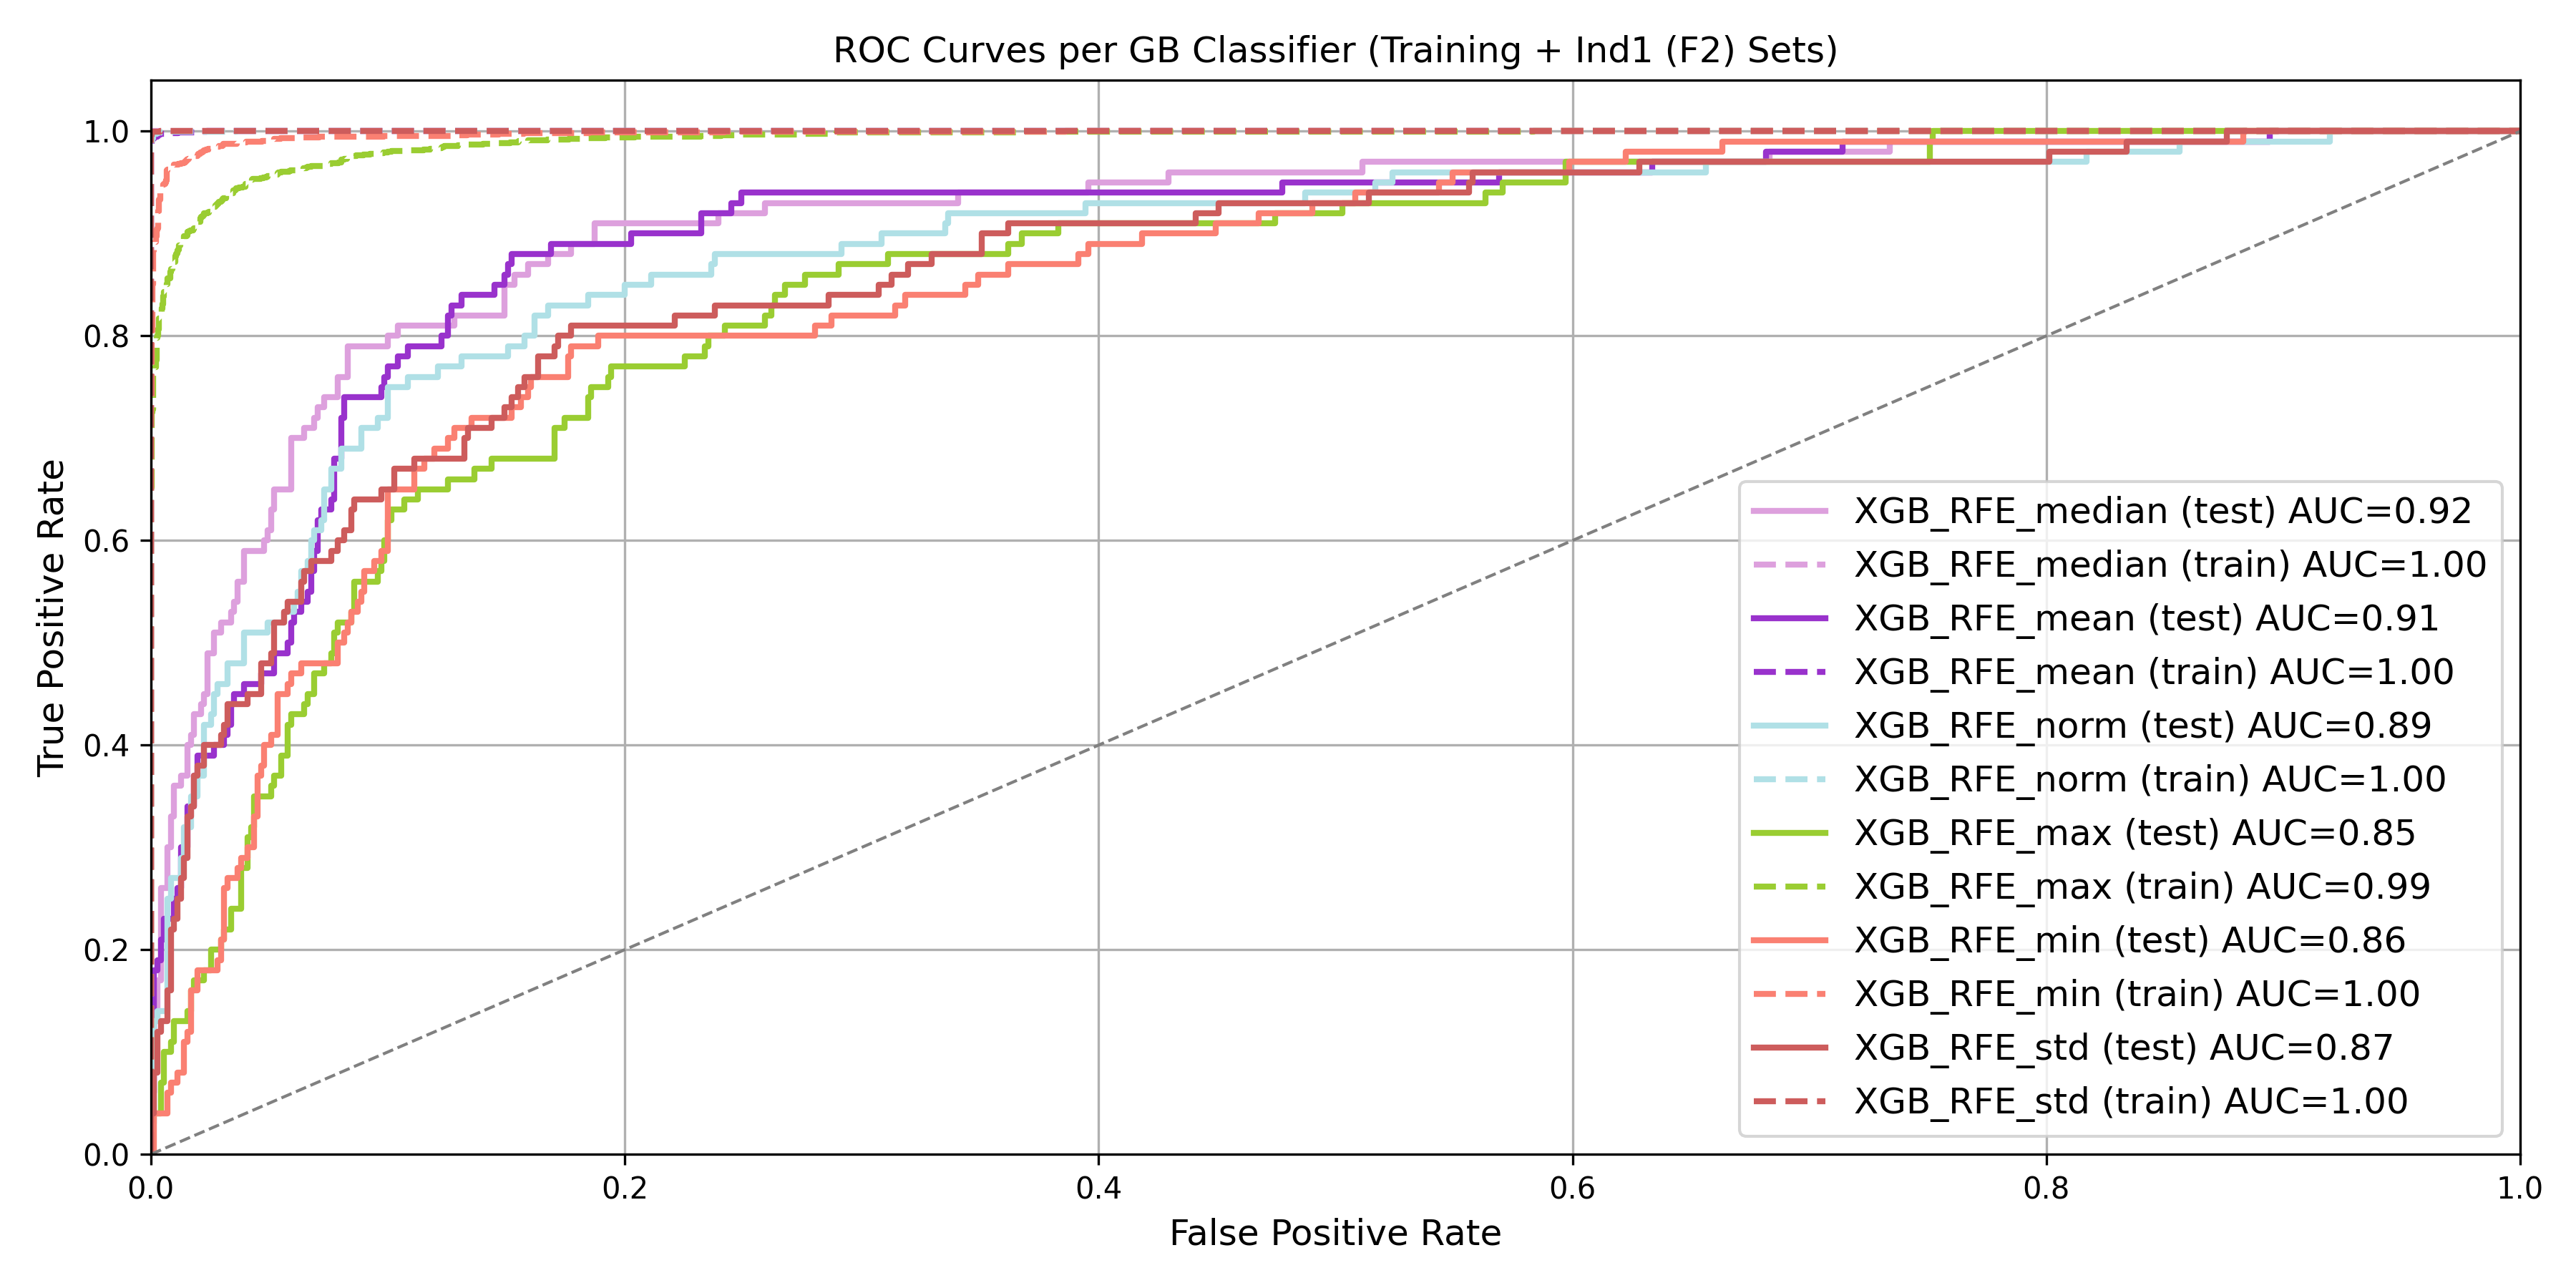 ROC Curves per GB Classifier (Training + Ind1 (F2) Sets)
True Positive Rate
1.0
0.8
0.6
0.4
0.2
0.0
0.0 0.2 0.4 0.6 0.8 1.0
False Positive Rate
XGB_RFE_median (test) AUC=0.92
XGB_RFE_median (train) AUC=1.00
XGB_RFE_mean (test) AUC=0.91
XGB_RFE_mean (train) AUC=1.00
XGB_RFE_norm (test) AUC=0.89
XGB_RFE_norm (train) AUC=1.00
XGB_RFE_max (test) AUC=0.85
XGB_RFE_max (train) AUC=0.99
XGB_RFE_min (test) AUC=0.86
XGB_RFE_min (train) AUC=1.00
XGB_RFE_std (test) AUC=0.87
XGB_RFE_std (train) AUC=1.00